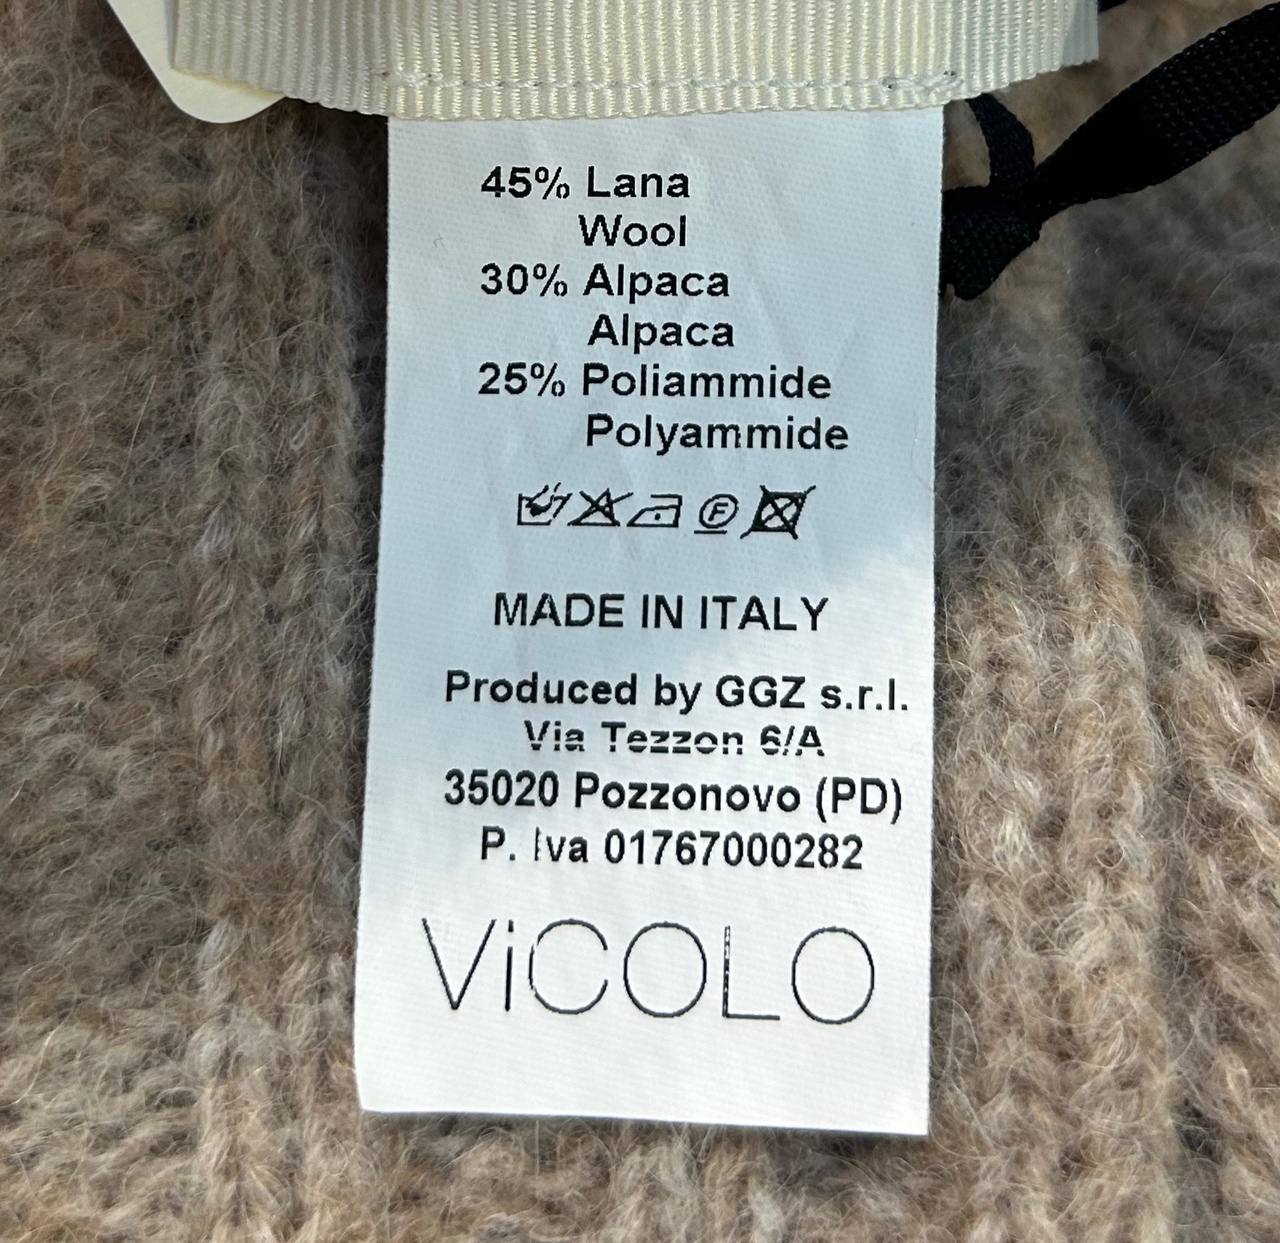 45% Lana
Wool
30% Alpaca
Alpaca
25% Poliammide
Polyammide
F
MADE IN ITALY
Produced by GGZ s.r.l.
Via Tezzon 6/A
35020 Pozzonovo (PD)
P. Iva 01767000282
ViCOLO